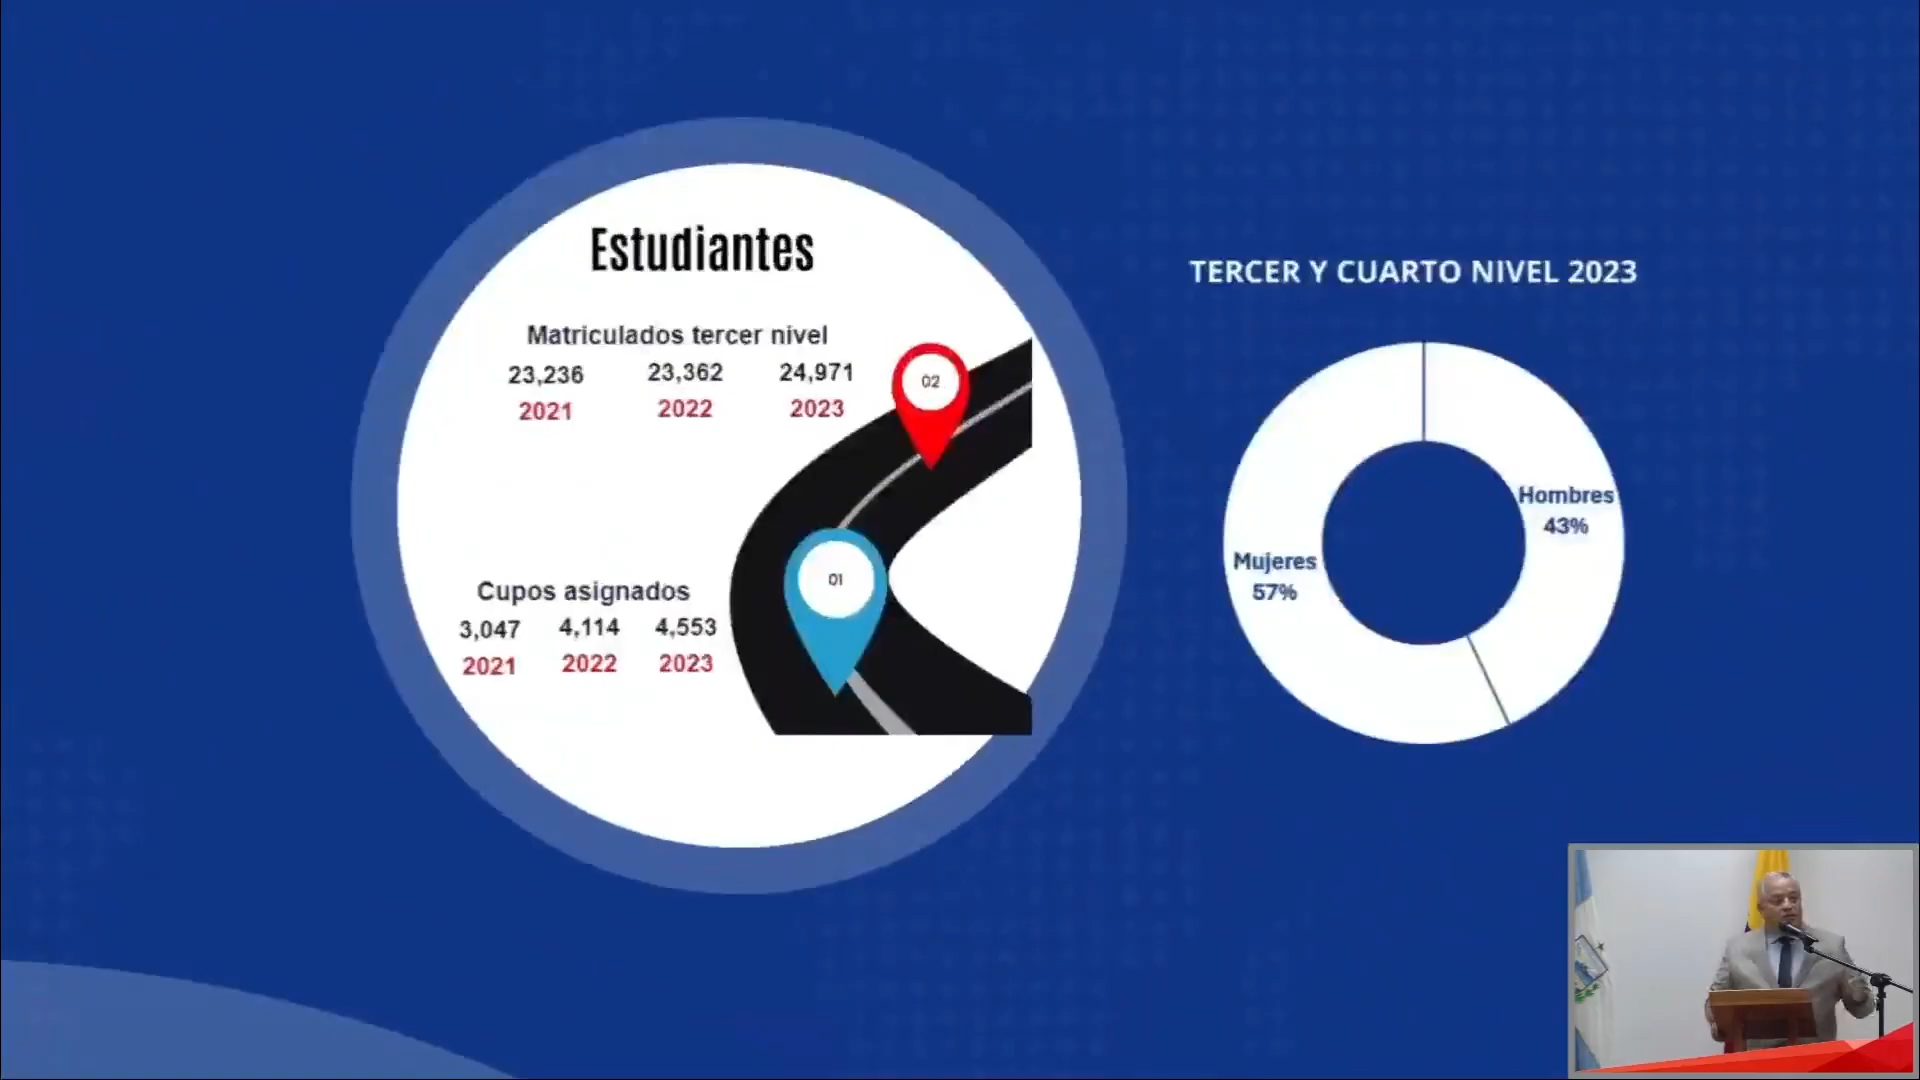 Estudiantes
Matriculados tercer nivel
23,236 23,362 24,971
2021 2022 2023
02
01
Cupos asignados
3,047 4,114 4,553
2021 2022 2023
TERCER Y CUARTO NIVEL 2023
Hombres
43%
Mujeres
57%